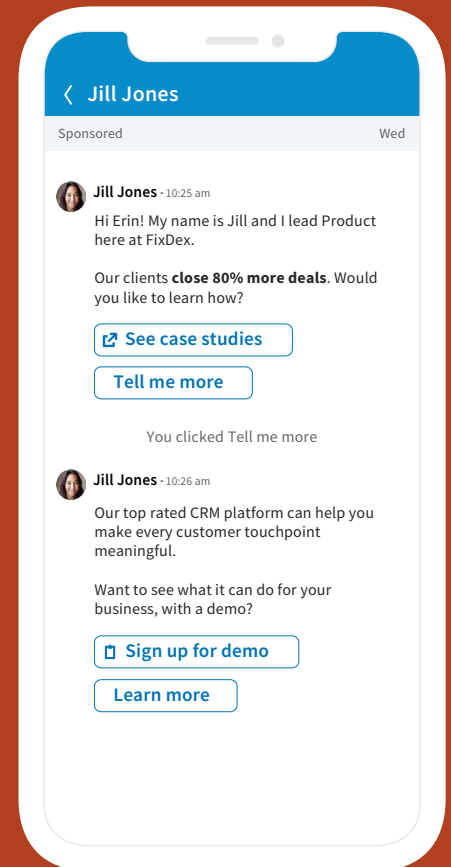 Jill Jones
Sponsored Wed
Jill Jones · 10:25 am
Hi Erin! My name is Jill and I lead Product
here at FixDex.
Our clients close 80% more deals. Would
you like to learn how?
See case studies
Tell me more
You clicked Tell me more
Jill Jones · 10:26 am
Our top rated CRM platform can help you
make every customer touchpoint
meaningful.
Want to see what it can do for your
business, with a demo?
Sign up for demo
Learn more